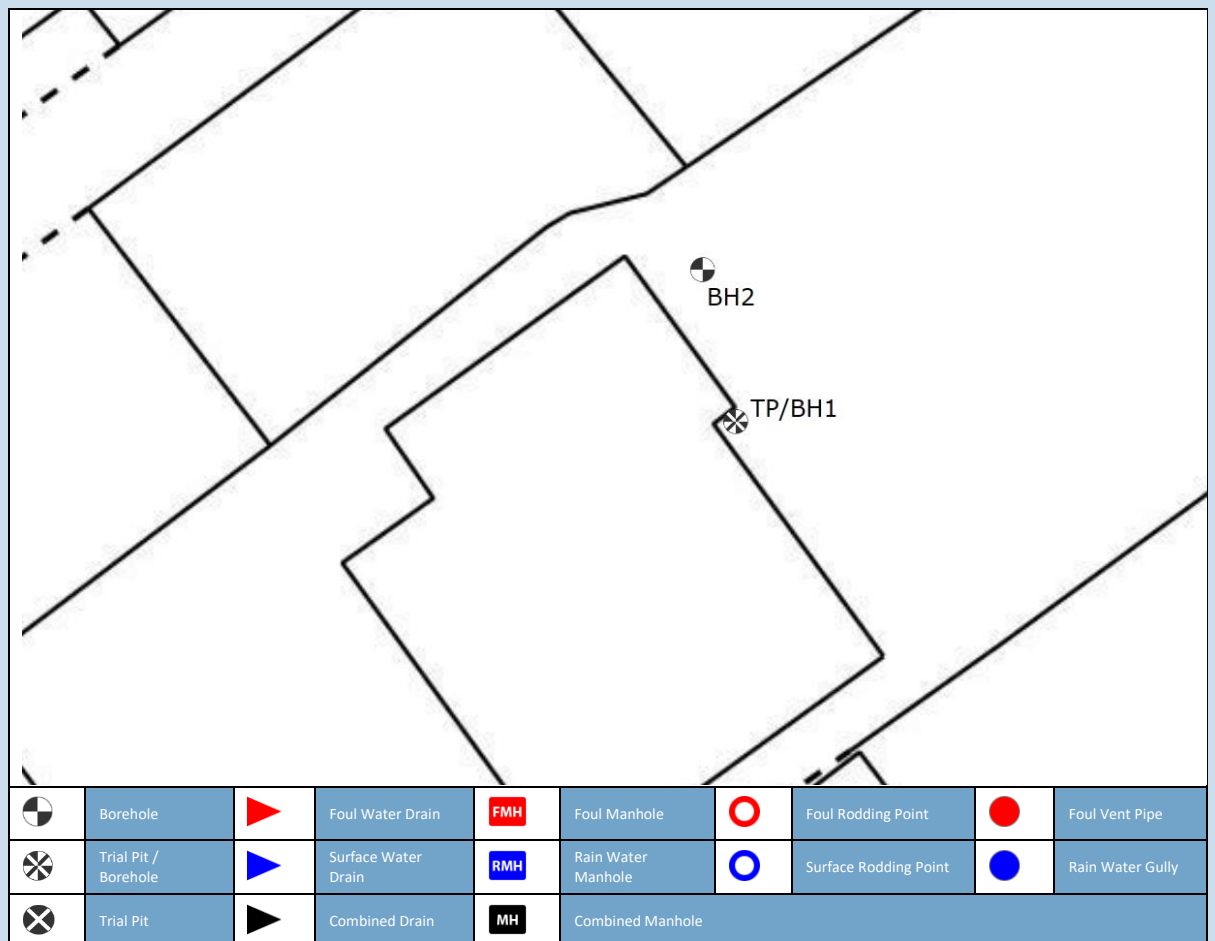 BH2
TP/BH1
Borehole
Foul Water Drain
FMH
Foul Manhole
Foul Rodding Point
Foul Vent Pipe
Trial Pit /
Borehole
Surface Water
Drain
RMH
Rain Water
Manhole
Surface Rodding Point
Rain Water Gully
Trial Pit
Combined Drain
MH
Combined Manhole